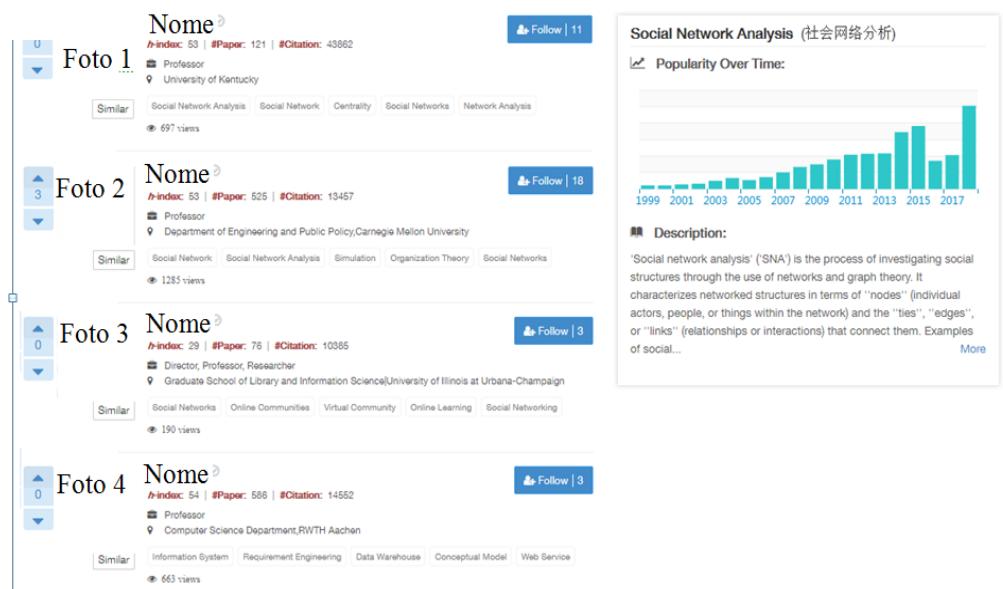 Nome
0
Foto 1
h-index: 53 | #Paper: 121 | #Citation: 43862
Follow | 11
Professor
University of Kentucky
Similar
Social Network Analysis Social Network Centrality Social Networks Network Analysis
697 views
3
Foto 2
Nome
h-index: 53 | #Paper: 525 | #Citation: 13457
Follow | 18
Professor
Department of Engineering and Public Policy,Carnegie Mellon University
Similar
Social Network Social Network Analysis Simulation Organization Theory Social Networks
1285 views
0
Foto 3
Nome
h-index: 29 | #Paper: 76 | #Citation: 10385
Follow | 3
Director, Professor, Researcher
Graduate School of Library and Information Science|University of Illinois at Urbana-Champaign
Similar
Social Networks Online Communities Virtual Community Online Learning Social Networking
190 views
0
Foto 4
Nome
h-index: 54 | #Paper: 586 | #Citation: 14552
Follow | 3
Professor
Computer Science Department,RWTH Aachen
Similar
Information System Requirement Engineering Data Warehouse Conceptual Model Web Service
663 views
Social Network Analysis (社会网络分析)
Popularity Over Time:
1999 2001 2003 2005 2007 2009 2011 2013 2015 2017
Description:
'Social network analysis' ('SNA') is the process of investigating social
structures through the use of networks and graph theory. It
characterizes networked structures in terms of ''nodes'' (individual
actors, people, or things within the network) and the ''ties'', ''edges'',
or ''links'' (relationships or interactions) that connect them. Examples
of social...
More